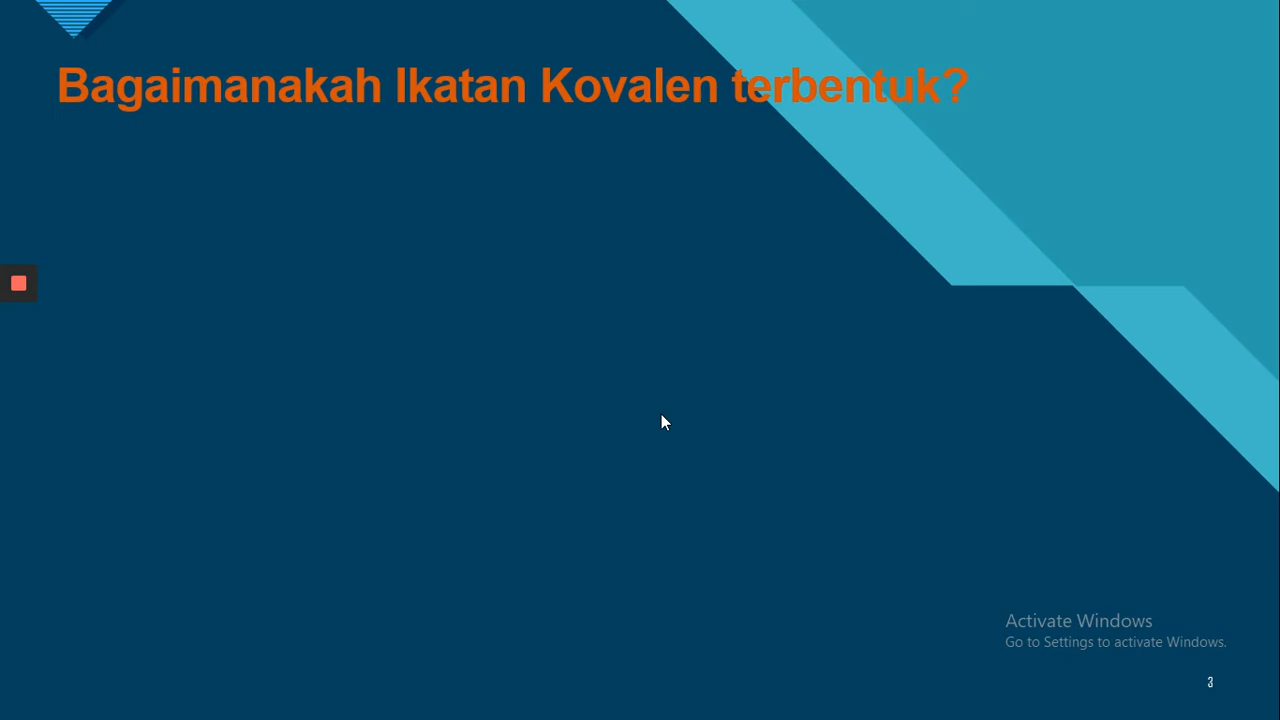 Bagaimanakah Ikatan Kovalen terbentuk?
Activate Windows
Go to Settings to activate Windows.
3